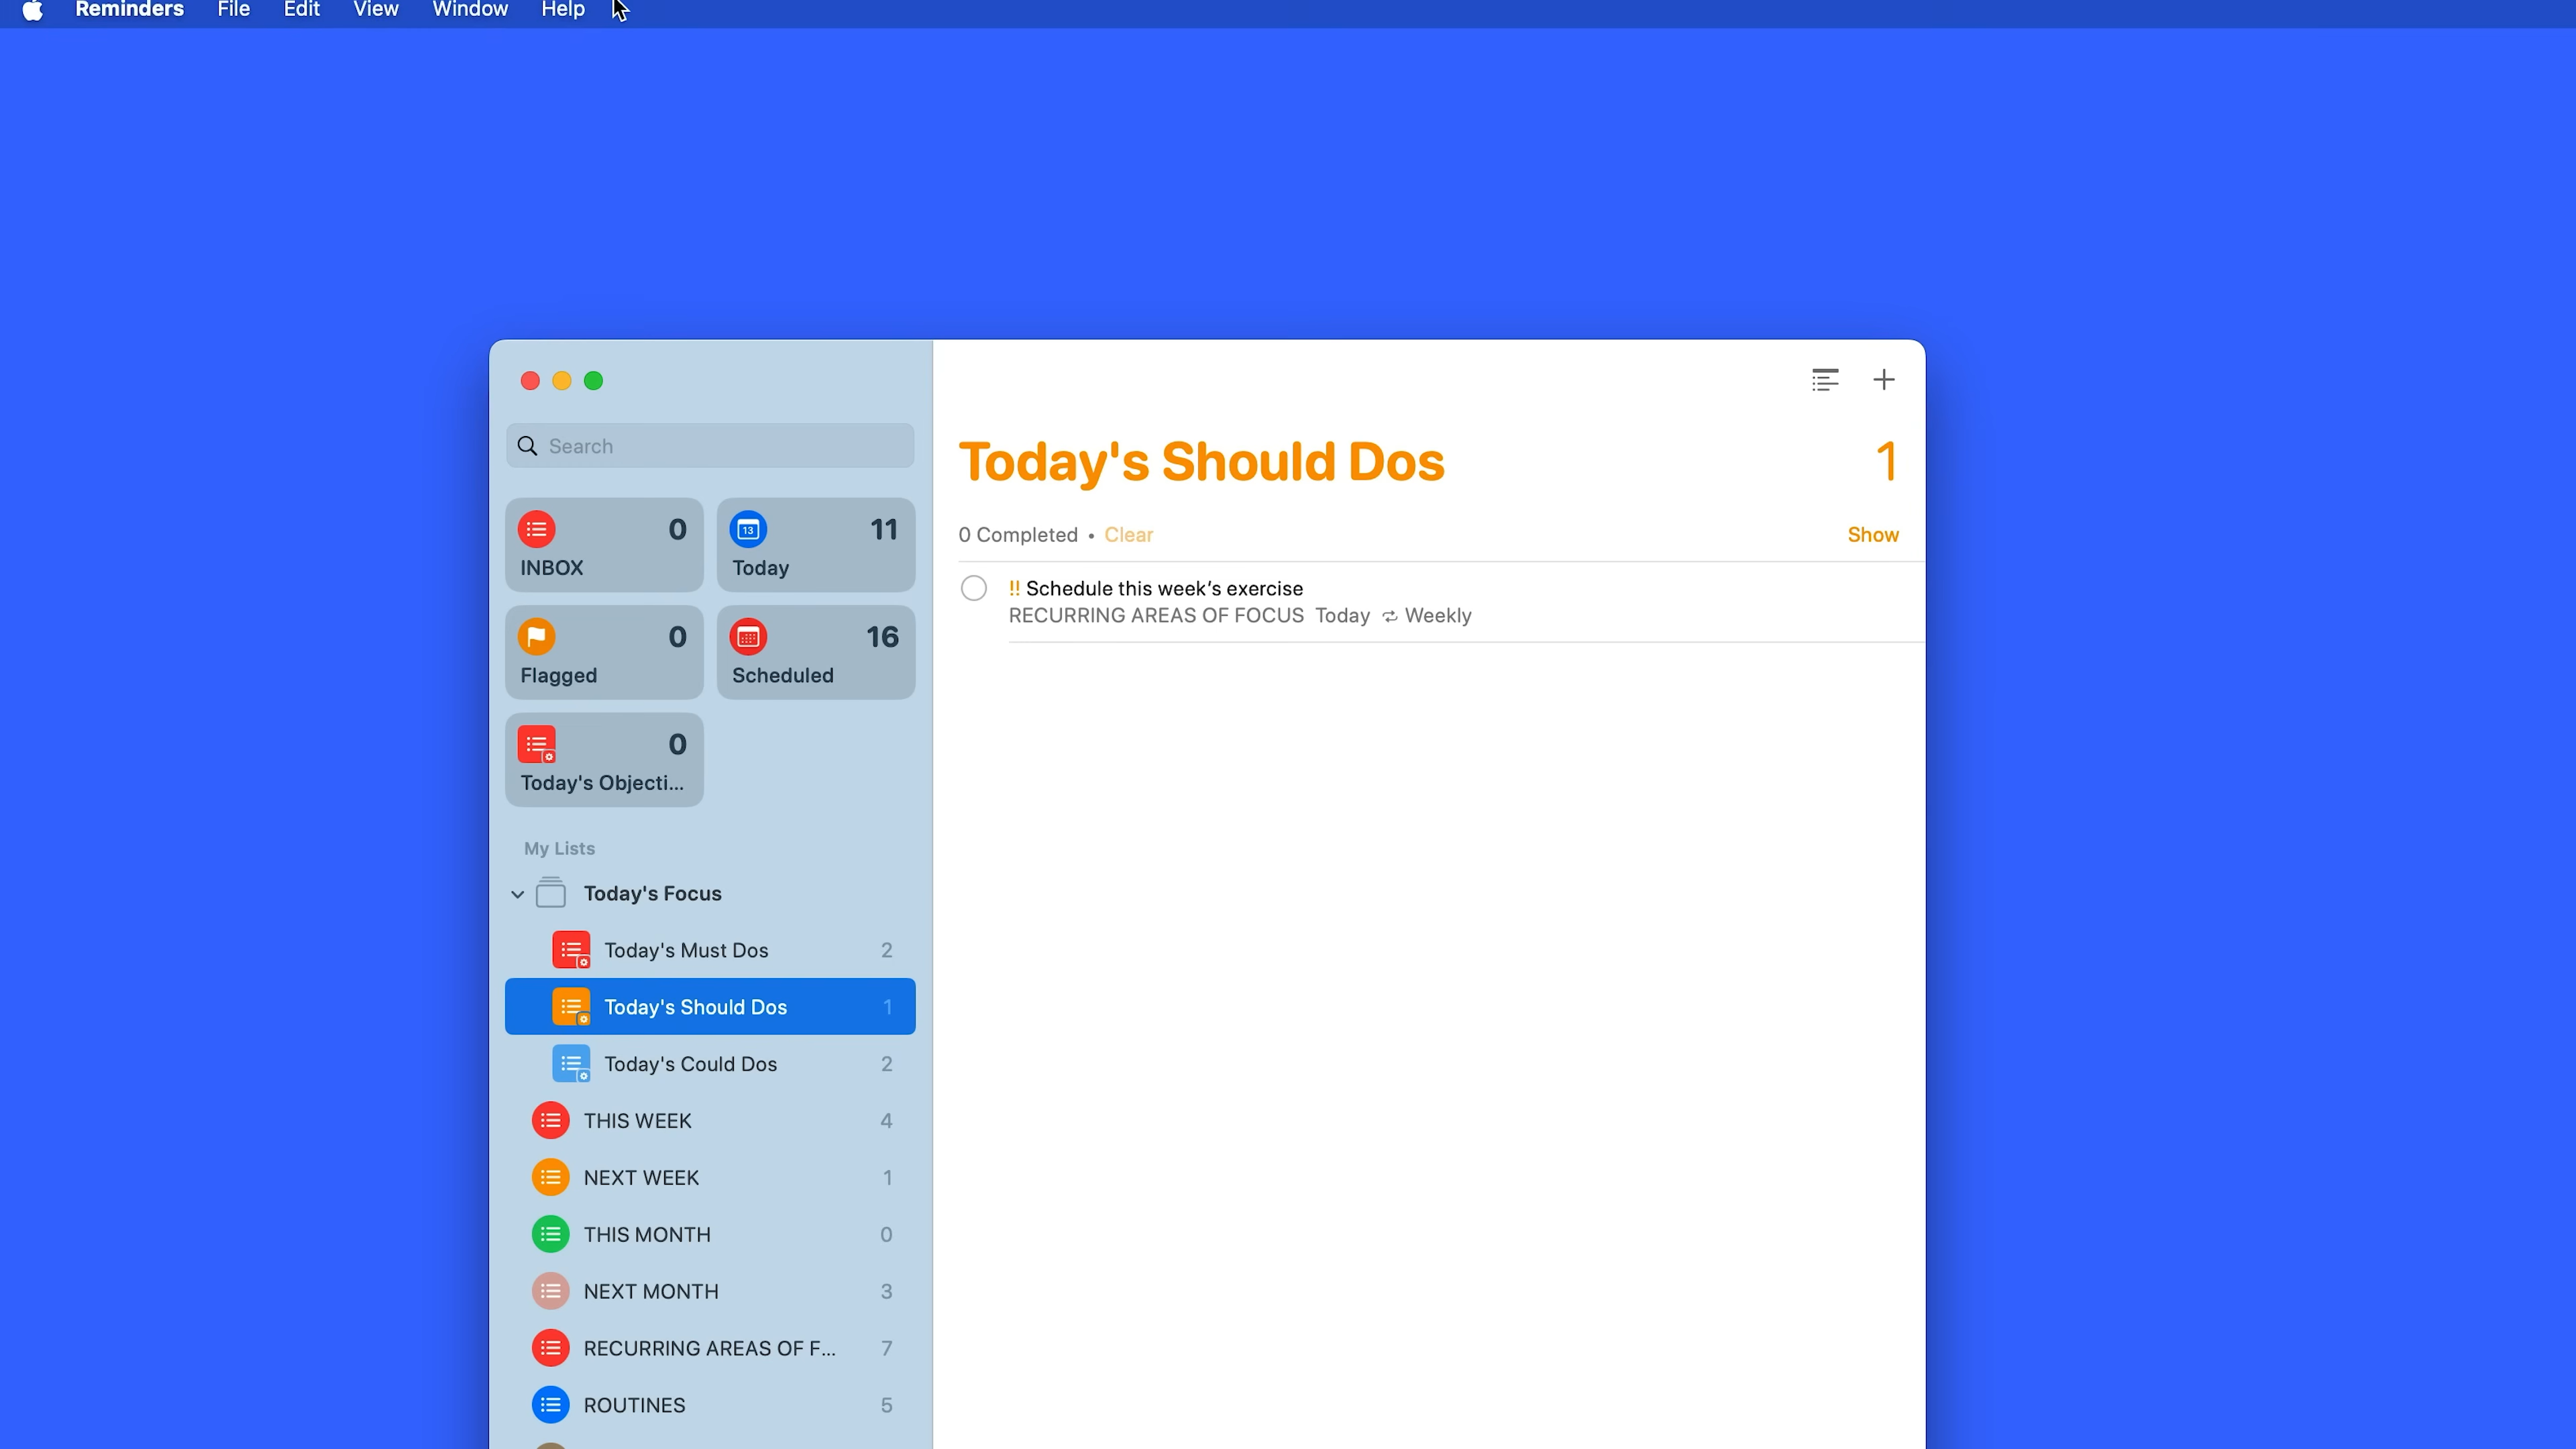 Reminders File Edit View Window Help
Search
INBOX 0
Today 11
13
Flagged 0
Scheduled 16
Today's Objecti... 0
My Lists
Today's Focus
Today's Must Dos 2
Today's Should Dos 1
Today's Could Dos 2
THIS WEEK 4
NEXT WEEK 1
THIS MONTH 0
NEXT MONTH 3
RECURRING AREAS OF F... 7
ROUTINES 5
Today's Should Dos 1
0 Completed • Clear Show
!! Schedule this week’s exercise
RECURRING AREAS OF FOCUS Today Weekly